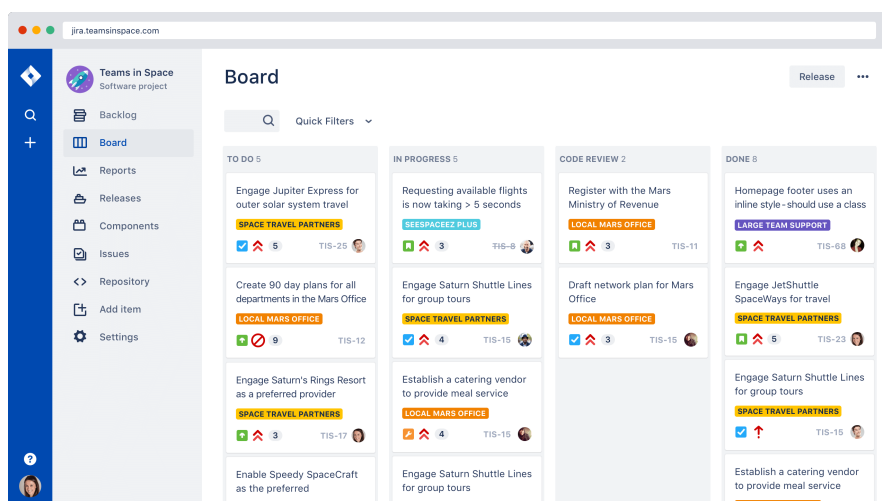 jira.teamsinspace.com
Teams in Space
Software project
Backlog
Board
Reports
Releases
Components
Issues
Repository
Add item
Settings
?
Board
Release
Quick Filters
TO DO 5
Engage Jupiter Express for
outer solar system travel
SPACE TRAVEL PARTNERS
5 TIS-25
Create 90 day plans for all
departments in the Mars Office
LOCAL MARS OFFICE
9 TIS-12
Engage Saturn's Rings Resort
as a preferred provider
SPACE TRAVEL PARTNERS
3 TIS-17
Enable Speedy SpaceCraft
as the preferred
IN PROGRESS 5
Requesting available flights
is now taking > 5 seconds
SEESPACEEZ PLUS
3 TIS-8
Engage Saturn Shuttle Lines
for group tours
SPACE TRAVEL PARTNERS
4 TIS-15
Establish a catering vendor
to provide meal service
LOCAL MARS OFFICE
4 TIS-15
Engage Saturn Shuttle Lines
for group tours
CODE REVIEW 2
Register with the Mars
Ministry of Revenue
LOCAL MARS OFFICE
3 TIS-11
Draft network plan for Mars
Office
LOCAL MARS OFFICE
3 TIS-15
DONE 8
Homepage footer uses an
inline style-should use a class
LARGE TEAM SUPPORT
TIS-68
Engage JetShuttle
SpaceWays for travel
SPACE TRAVEL PARTNERS
5 TIS-23
Engage Saturn Shuttle Lines
for group tours
SPACE TRAVEL PARTNERS
TIS-15
Establish a catering vendor
to provide meal service